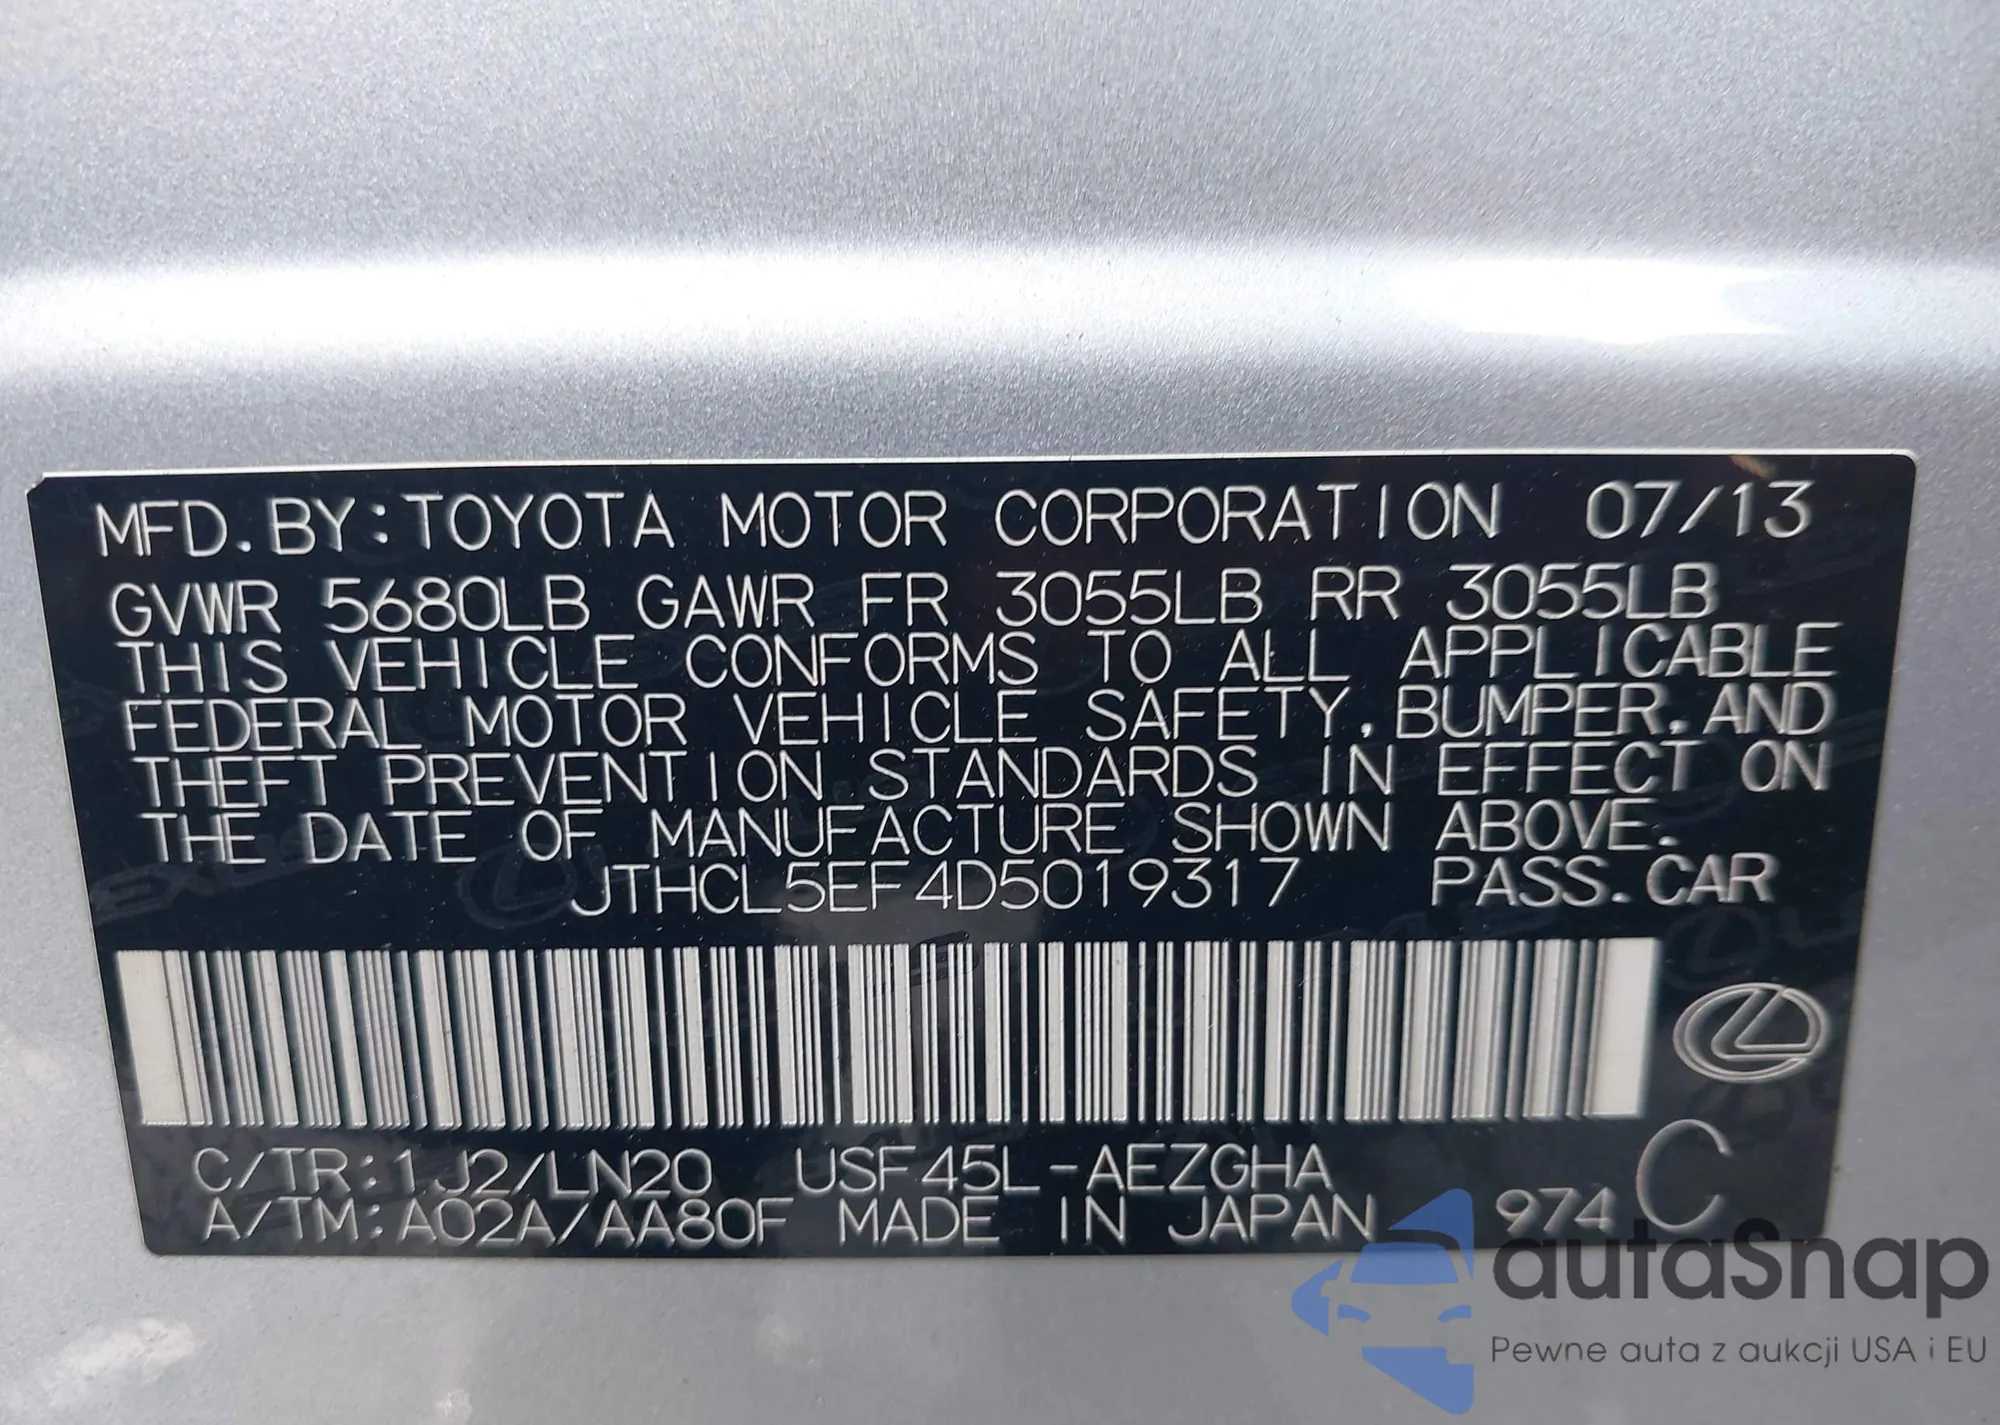 MFD. BY: TOYOTA MOTOR CORPORATION 07/13
GVWR 5680LB GAWR FR 3055LB RR 3055LB
THIS VEHICLE CONFORMS TO ALL APPLICABLE
FEDERAL MOTOR VEHICLE SAFETY, BUMPER, AND
THEFT PREVENTION STANDARDS IN EFFECT ON
THE DATE OF MANUFACTURE SHOWN ABOVE.
JTHCL5EF4D5019317 PASS. CAR
C/TR: 1J2/LN20 USF45L-AEZGHA
A/TM: A02A/AA80F MADE IN JAPAN 974 C
autaSnap
Pewne auta z aukcji USA i EU